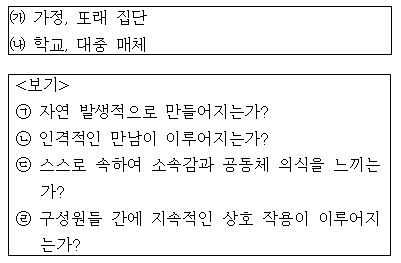 ㉮ 가정, 또래 집단
㉯ 학교, 대중 매체
<보기>
㉠ 자연 발생적으로 만들어지는가?
㉡ 인격적인 만남이 이루어지는가?
㉢ 스스로 속하여 소속감과 공동체 의식을 느끼는
가?
㉣ 구성원들 간에 지속적인 상호 작용이 이루어지
는가?